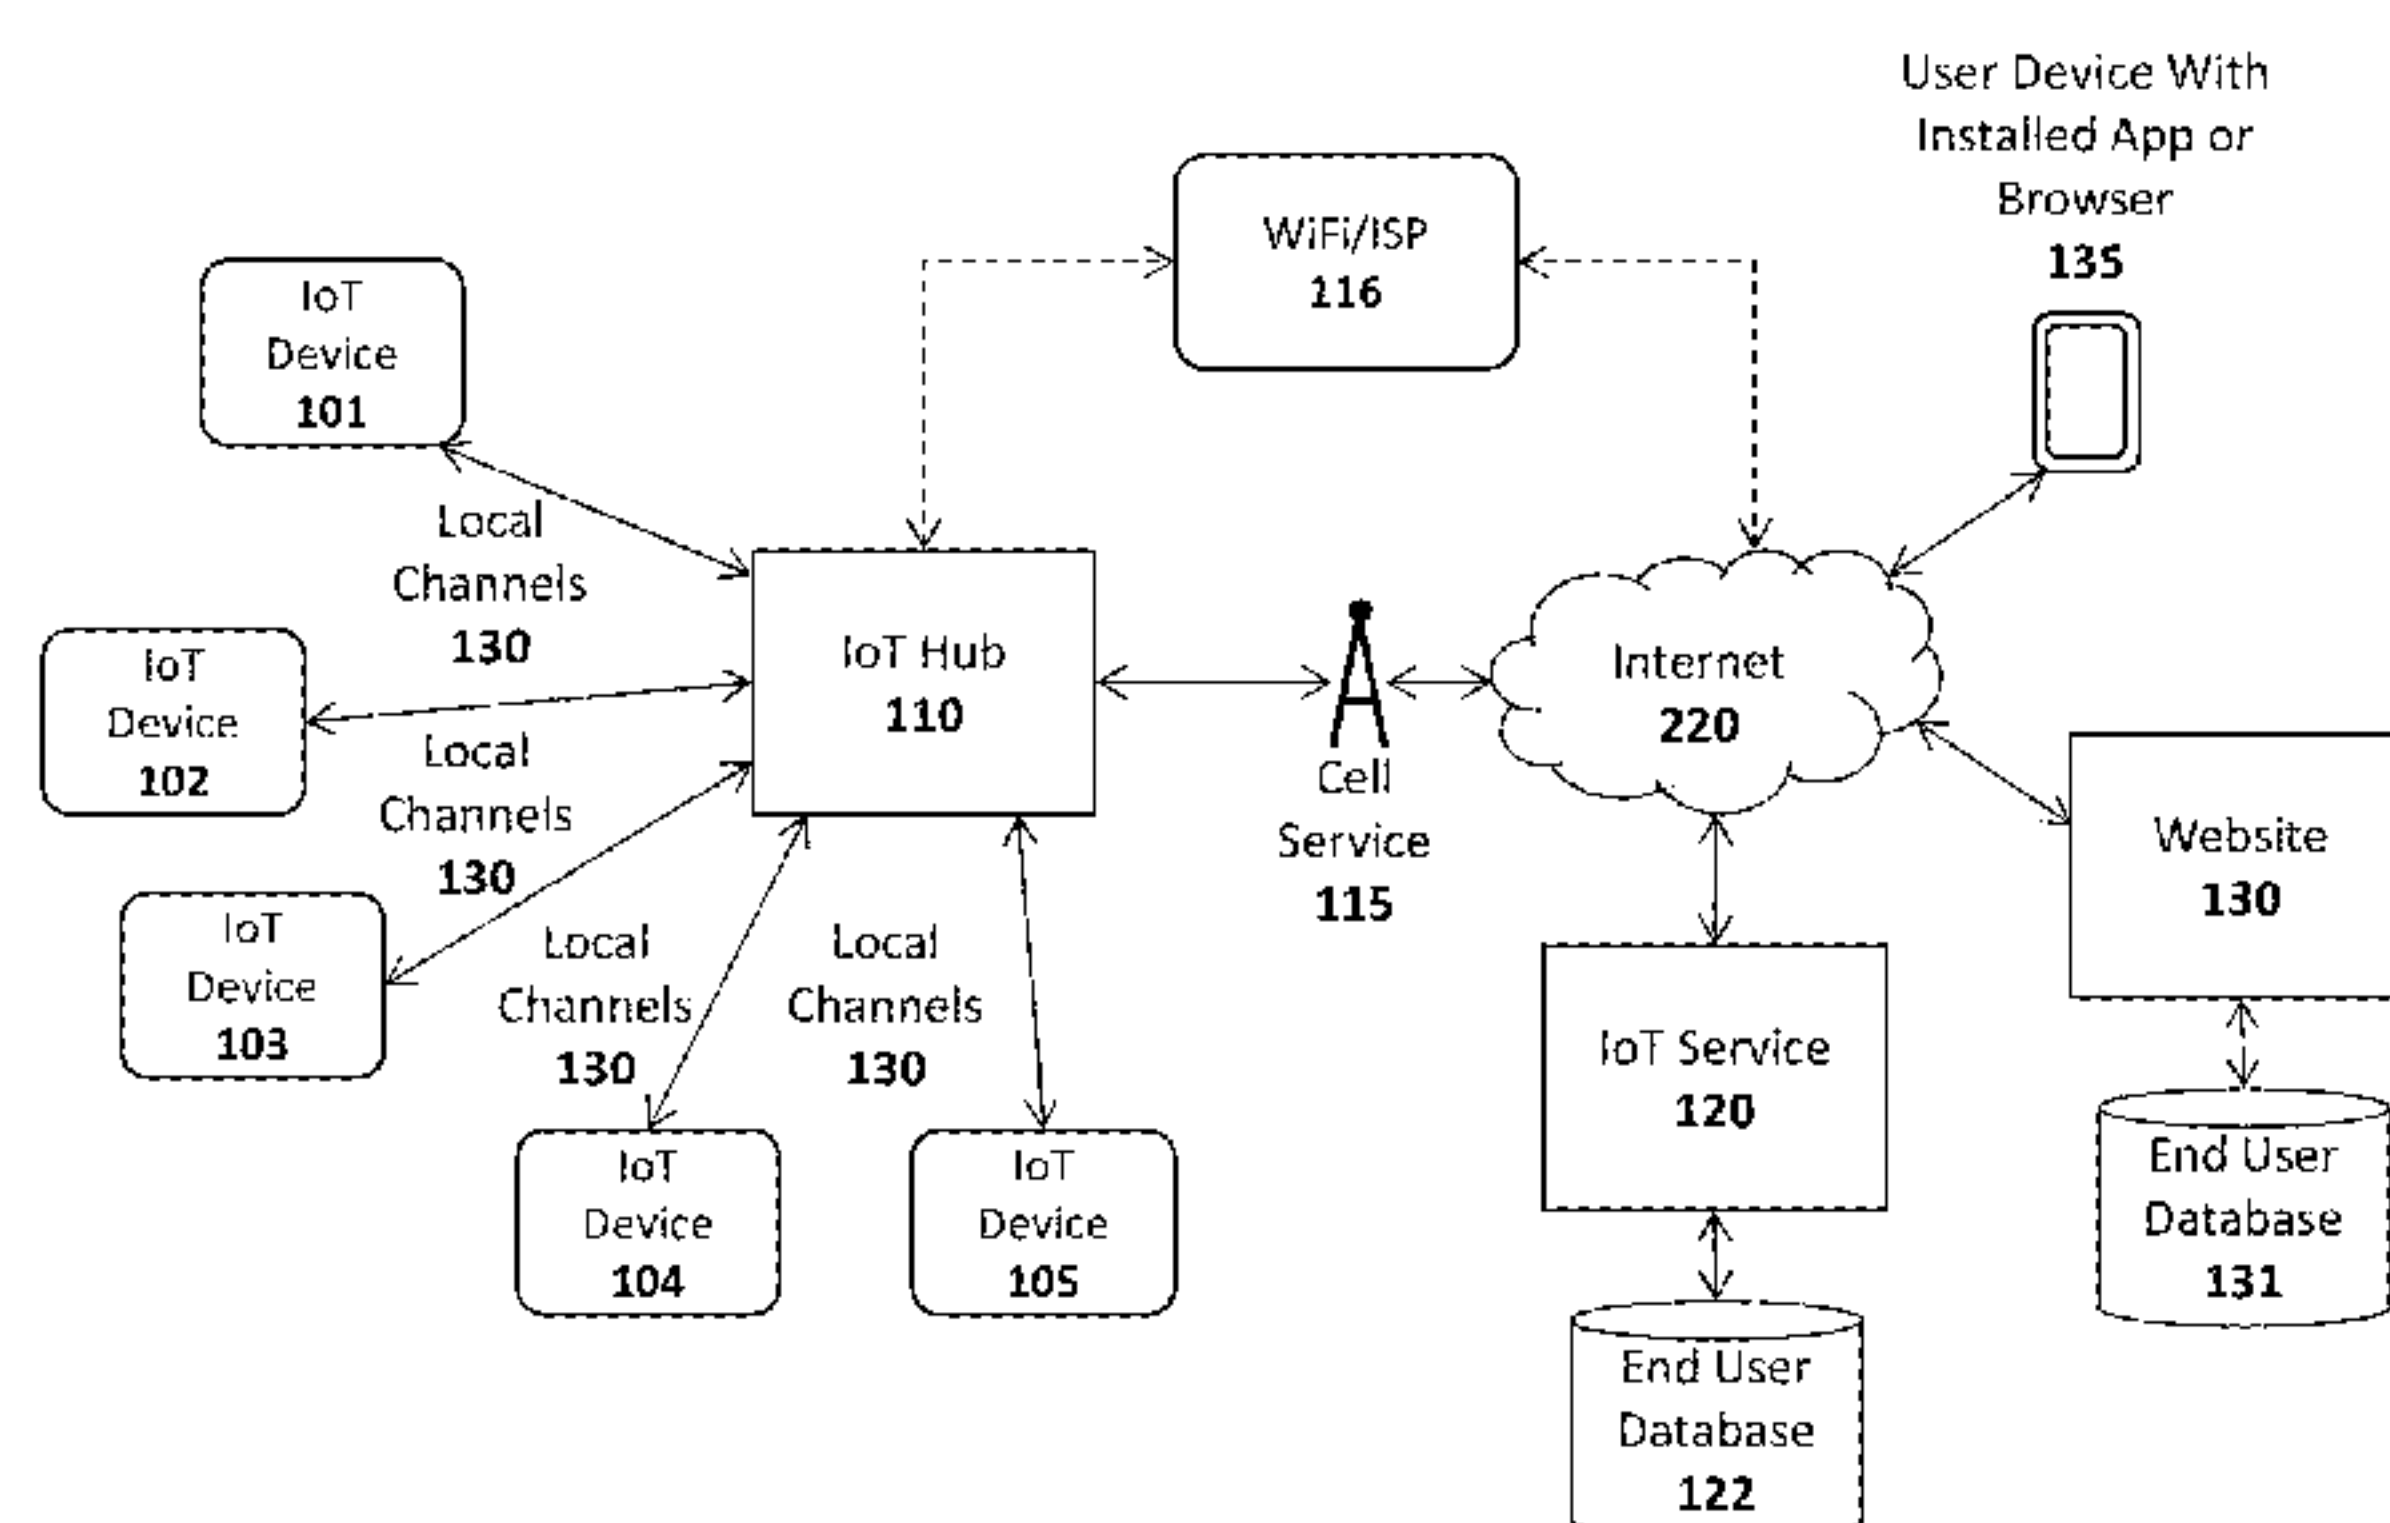 User Device With
Installed App or
Browser
135
WiFi/ISP
116
IoT
Device
101
Local
Channels
130
IoT Hub
110
Internet
220
IoT
Device
102
Local
Channels
130
Cell
Service
115
Website
130
IoT
Device
103
Local
Channels
130
Local
Channels
130
IoT Service
120
IoT
Device
104
IoT
Device
105
End User
Database
131
End User
Database
122